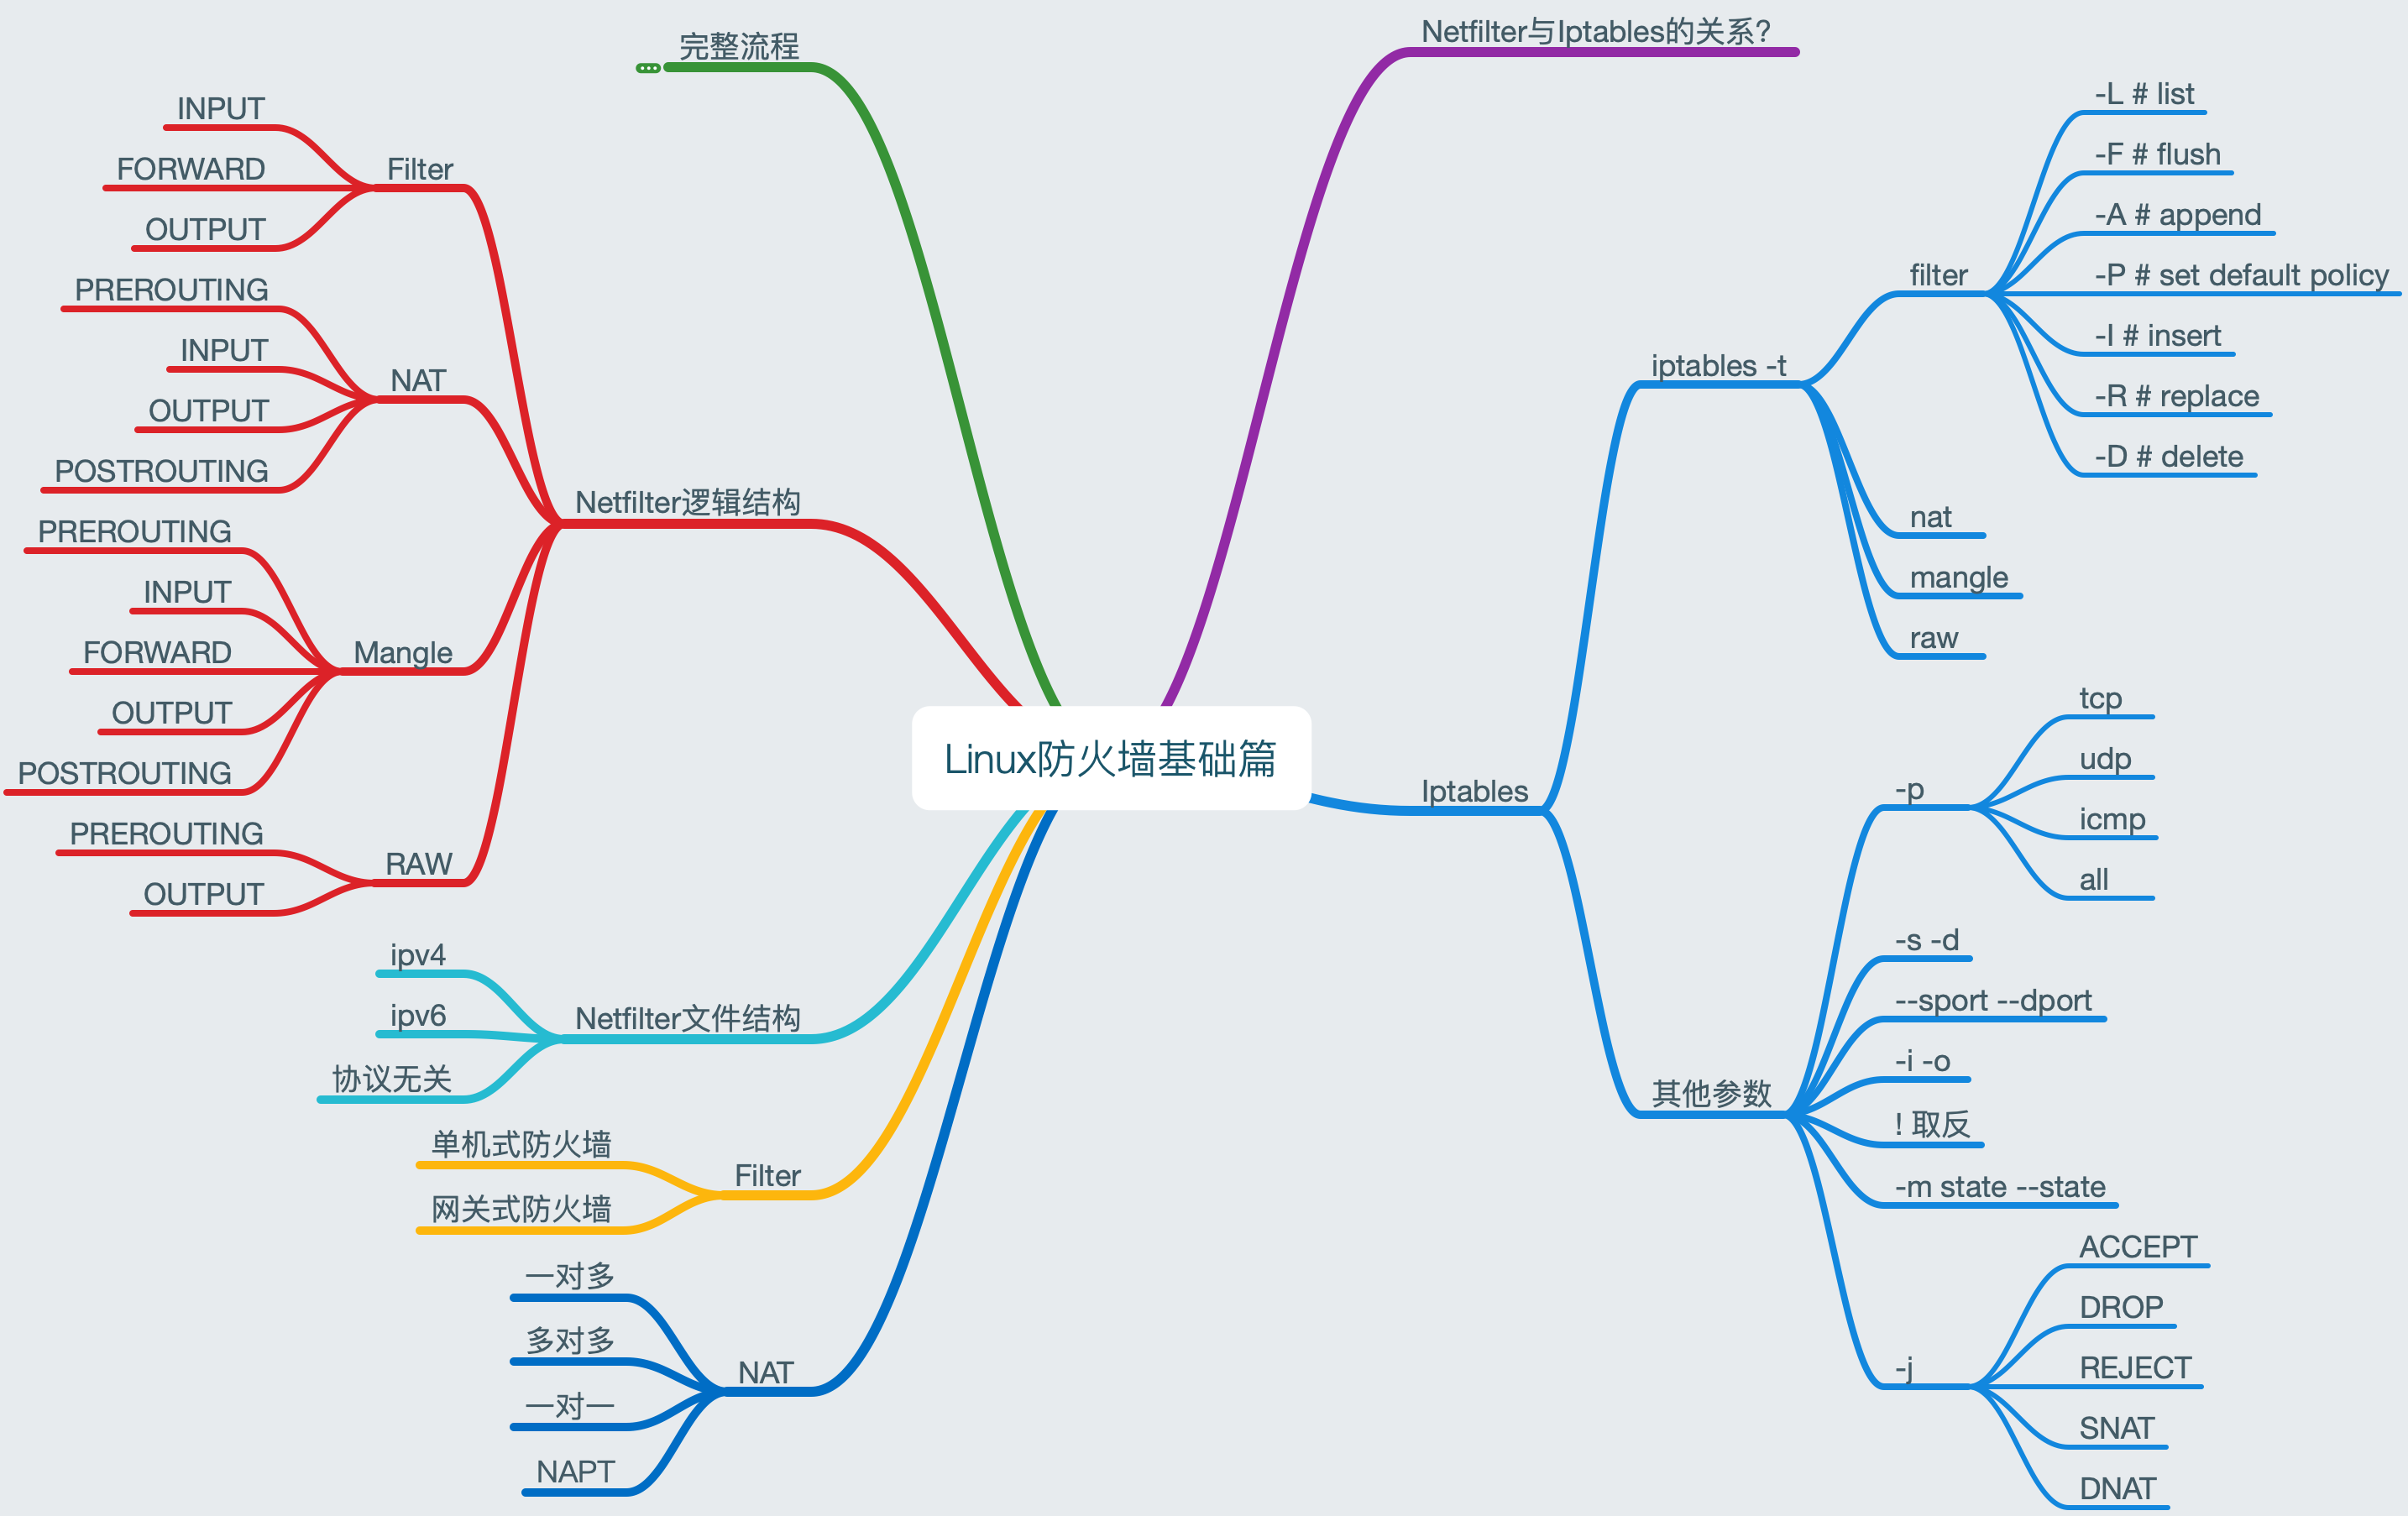 Linux防火墙基础篇
Netfilter与Iptables的关系?
Iptables
iptables -t
filter
-L # list
-F # flush
-A # append
-P # set default policy
-I # insert
-R # replace
-D # delete
nat
mangle
raw
其他参数
-p
tcp
udp
icmp
all
-s -d
--sport --dport
-i -o
! 取反
-m state --state
-j
ACCEPT
DROP
REJECT
SNAT
DNAT
完整流程
Netfilter逻辑结构
Filter
INPUT
FORWARD
OUTPUT
NAT
PREROUTING
INPUT
OUTPUT
POSTROUTING
Mangle
PREROUTING
INPUT
FORWARD
OUTPUT
POSTROUTING
RAW
PREROUTING
OUTPUT
Netfilter文件结构
ipv4
ipv6
协议无关
Filter
单机式防火墙
网关式防火墙
NAT
一对多
多对多
一对一
NAPT